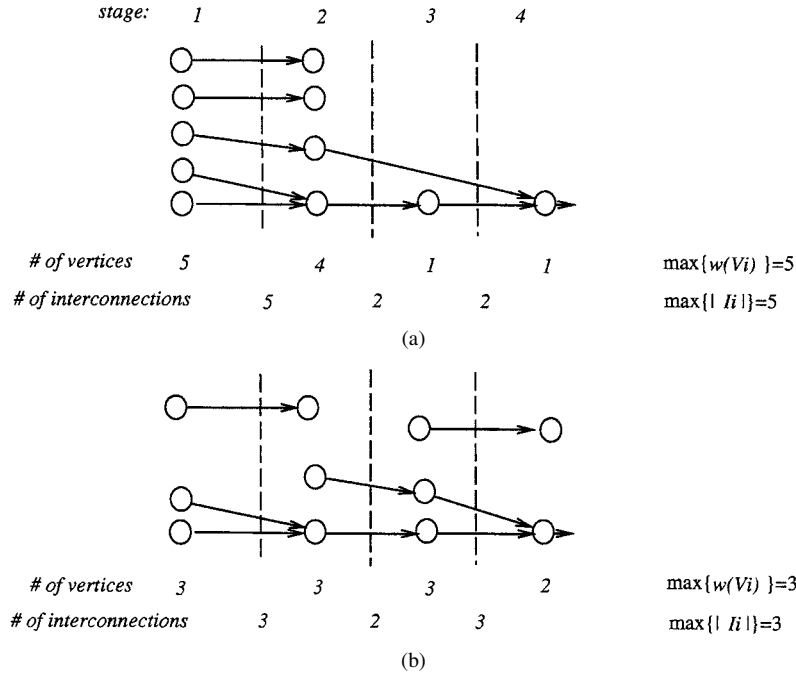 stage: 1 2 3 4
# of vertices 5 4 1 1 max{w(Vi) }=5
# of interconnections 5 2 2 max{| Ii |}=5
(a)
# of vertices 3 3 3 2 max{w(Vi) }=3
# of interconnections 3 2 3 max{| Ii |}=3
(b)